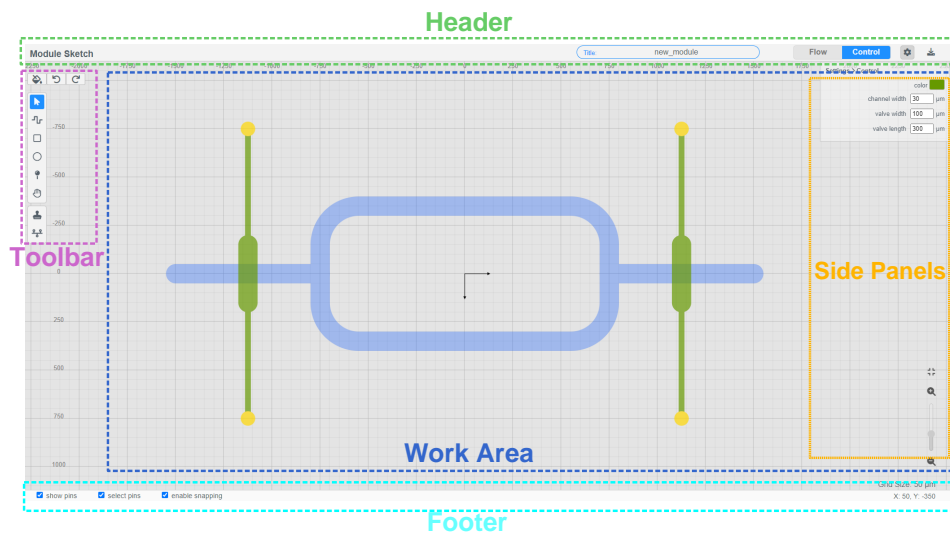 Header
Module Sketch
Title:
new_module
Flow
Control
color
channel width 30 μm
valve width 100 μm
valve length 300 μm
-750
-500
-250
0
250
500
750
1000
Toolbar
Side Panels
Work Area
Grid Size: 50 μm
show pins
select pins
enable snapping
X: 50, Y: -350
Footer